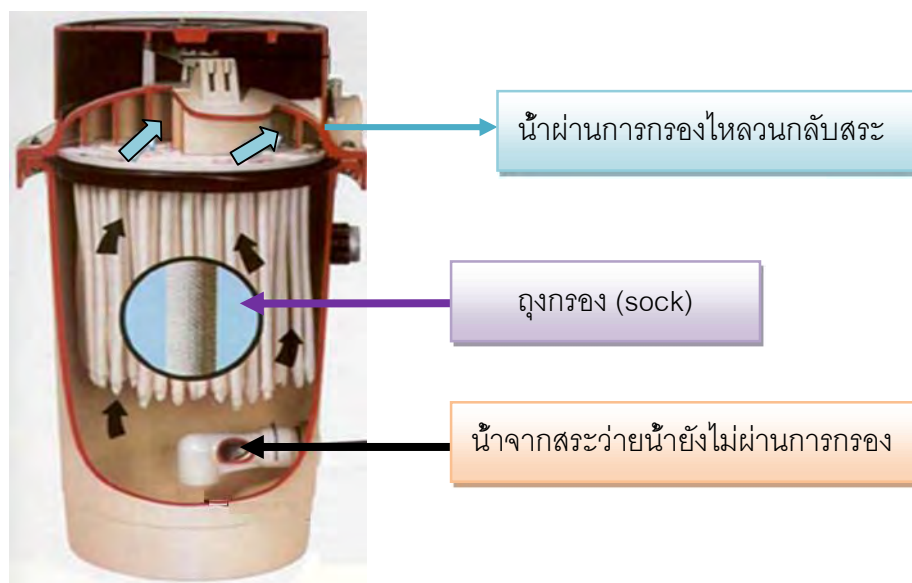 น้ำผ่านการกรองไหลวนกลับสระ
ถุงกรอง (sock)
น้ำจากสระว่ายน้ำยังไม่ผ่านการกรอง